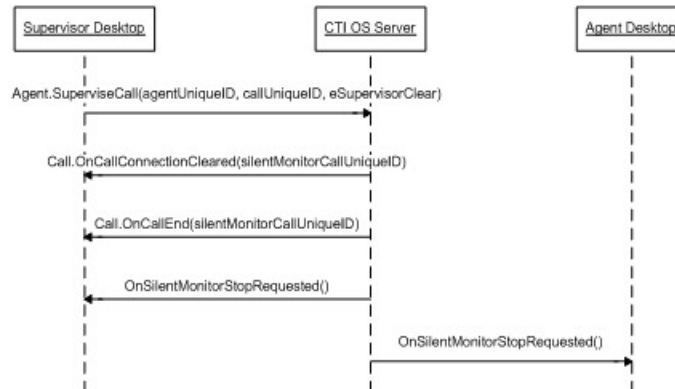 Supervisor Desktop
CTI OS Server
Agent Desktop
Agent.SuperviseCall(agentUniqueID, callUniqueID, eSupervisorClear)
Call.OnCallConnectionCleared(silentMonitorCallUniqueID)
Call.OnCallEnd(silentMonitorCallUniqueID)
OnSilentMonitorStopRequested()
OnSilentMonitorStopRequested()